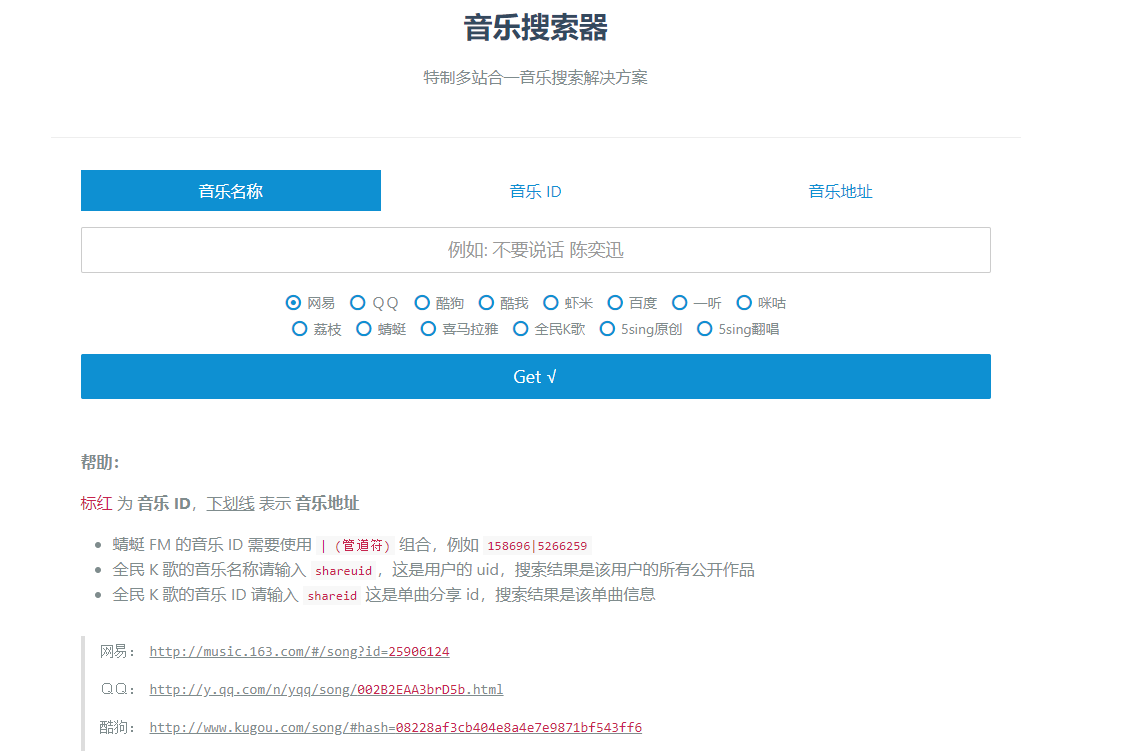 音乐搜索器
特制多站合一音乐搜索解决方案
音乐名称 音乐 ID 音乐地址
例如: 不要说话 陈奕迅
网易 ＱＱ 酷狗 酷我 虾米 百度 一听 咪咕
荔枝 蜻蜓 喜马拉雅 全民K歌 5sing原创 5sing翻唱
Get √
帮助：
标红 为 音乐 ID，下划线 表示 音乐地址
蜻蜓 FM 的音乐 ID 需要使用 | (管道符) 组合，例如 158696|5266259
全民 K 歌的音乐名称请输入 shareuid ，这是用户的 uid，搜索结果是该用户的所有公开作品
全民 K 歌的音乐 ID 请输入 shareid 这是单曲分享 id，搜索结果是该单曲信息
网易： http://music.163.com/#/song?id=25906124
ＱＱ： http://y.qq.com/n/yqq/song/002B2EAA3brD5b.html
酷狗： http://www.kugou.com/song/#hash=08228af3cb404e8a4e7e9871bf543ff6